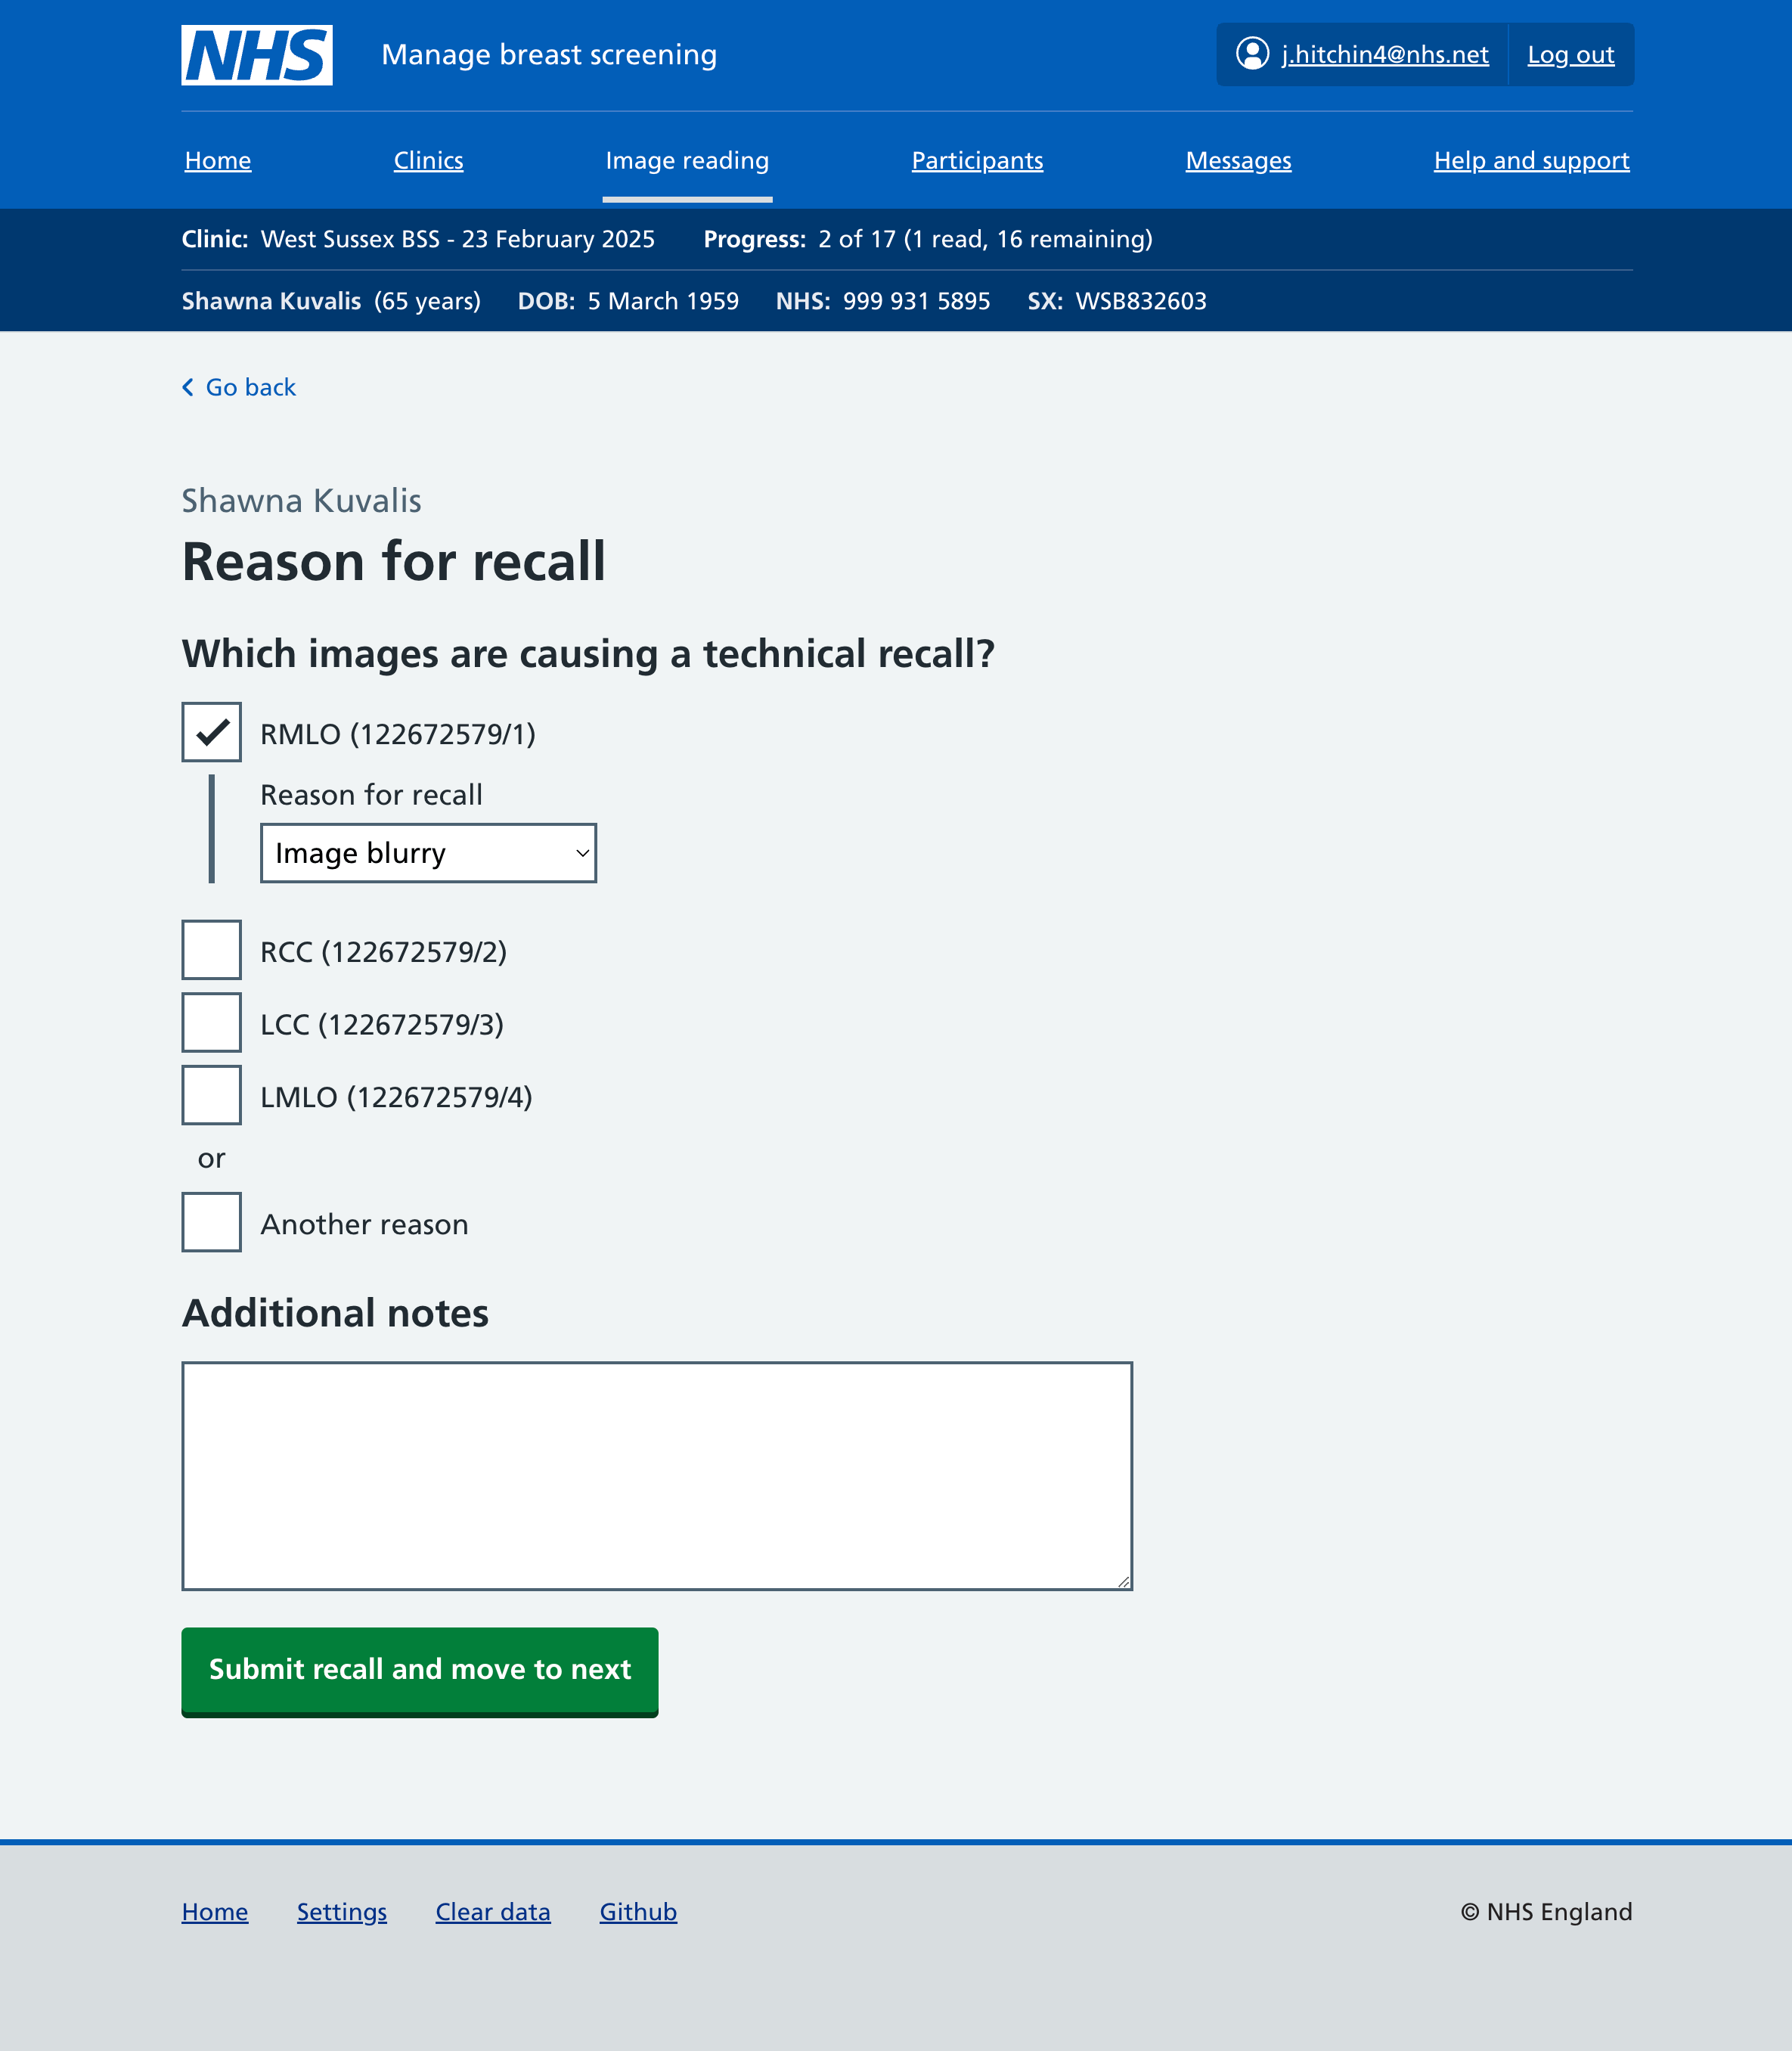 NHS Manage breast screening j.hitchin4@nhs.net Log out
Home Clinics Image reading Participants Messages Help and support
Clinic: West Sussex BSS - 23 February 2025 Progress: 2 of 17 (1 read, 16 remaining)
Shawna Kuvalis (65 years) DOB: 5 March 1959 NHS: 999 931 5895 SX: WSB832603
Go back
Shawna Kuvalis
Reason for recall
Which images are causing a technical recall?
RMLO (122672579/1)
Reason for recall
Image blurry
RCC (122672579/2)
LCC (122672579/3)
LMLO (122672579/4)
or
Another reason
Additional notes
Submit recall and move to next
Home Settings Clear data Github © NHS England